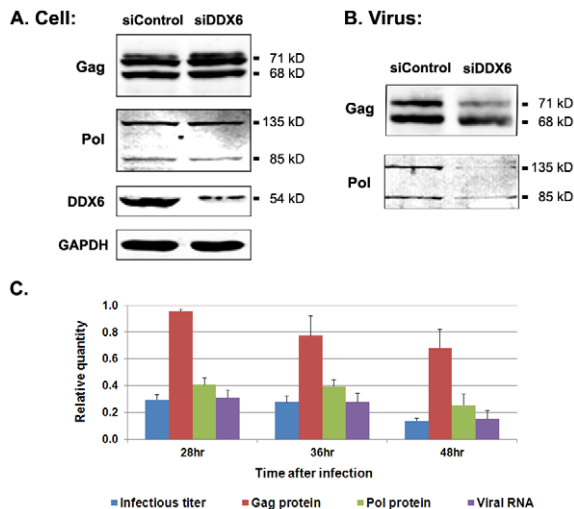 A. Cell:
siControl siDDX6
Gag
71 kD
68 kD
Pol
135 kD
85 kD
DDX6
54 kD
GAPDH
B. Virus:
siControl siDDX6
Gag
71 kD
68 kD
Pol
135 kD
85 kD
C.
Relative quantity
1.0
0.8
0.6
0.4
0.2
0.0
28hr 36hr 48hr
Time after infection
Infectious titer Gag protein Pol protein Viral RNA